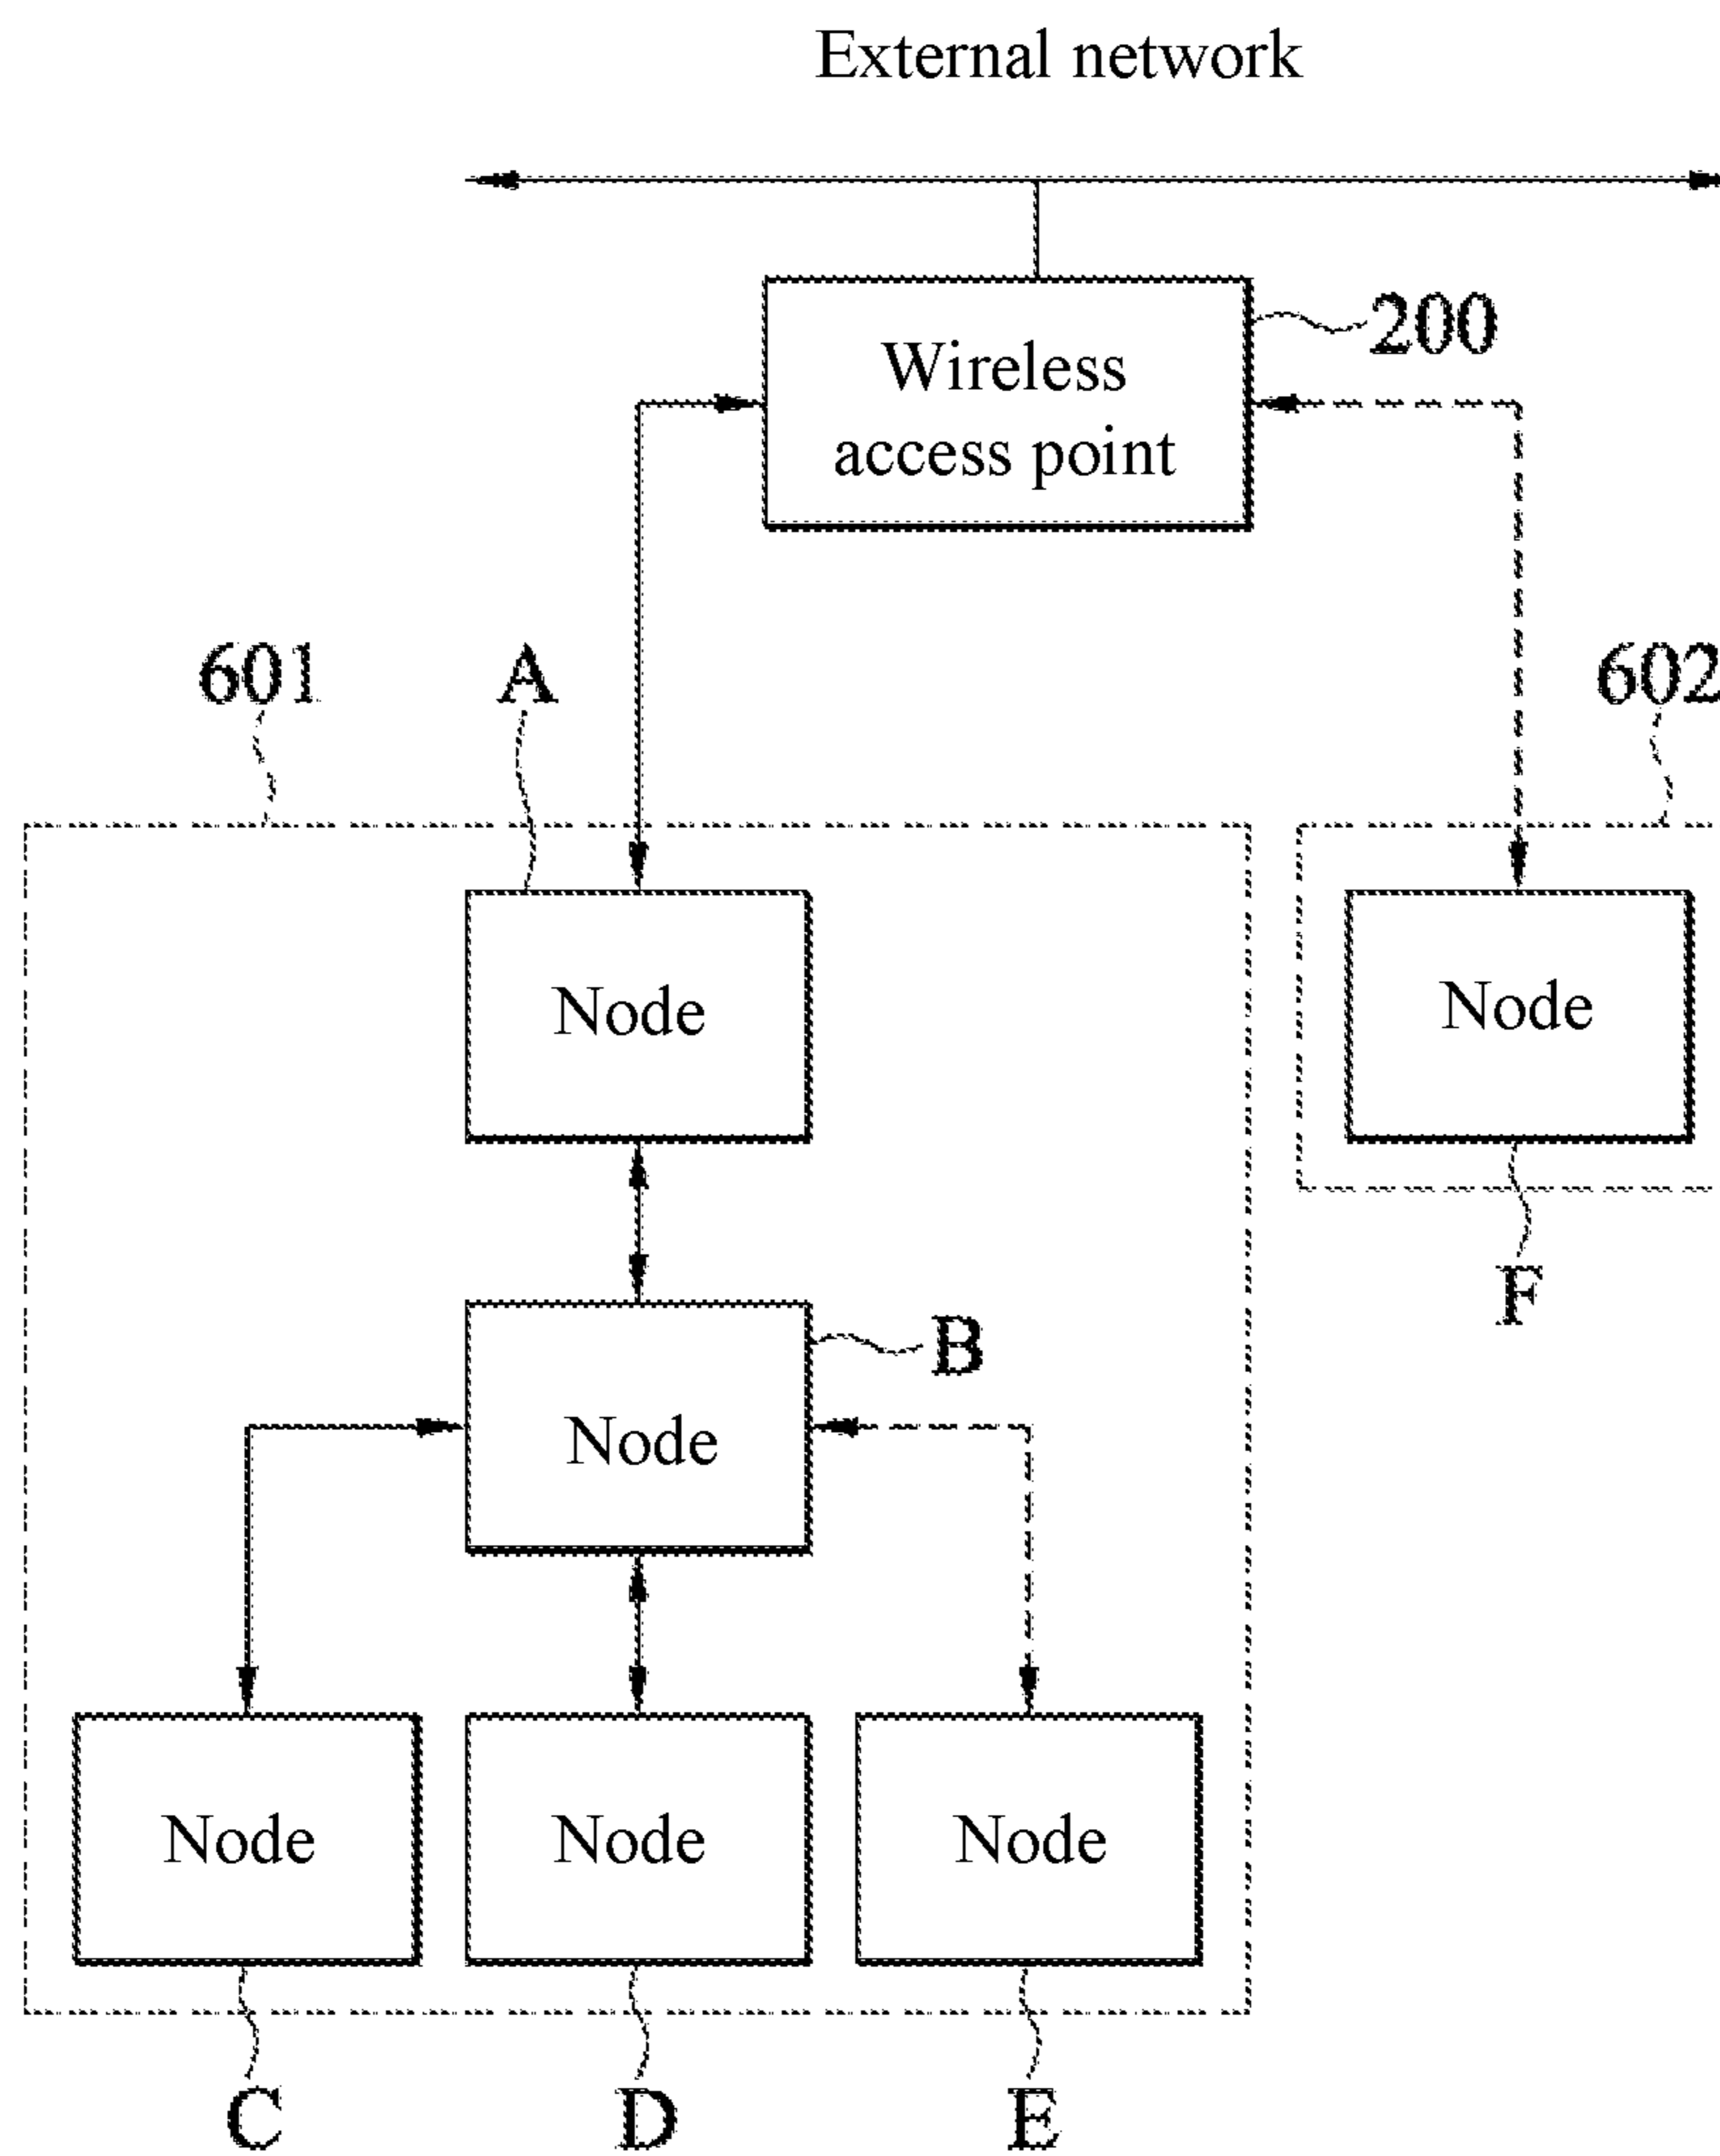 External network
Wireless
access point
200
601
A
602
Node
Node
F
B
Node
Node
Node
Node
C
D
E